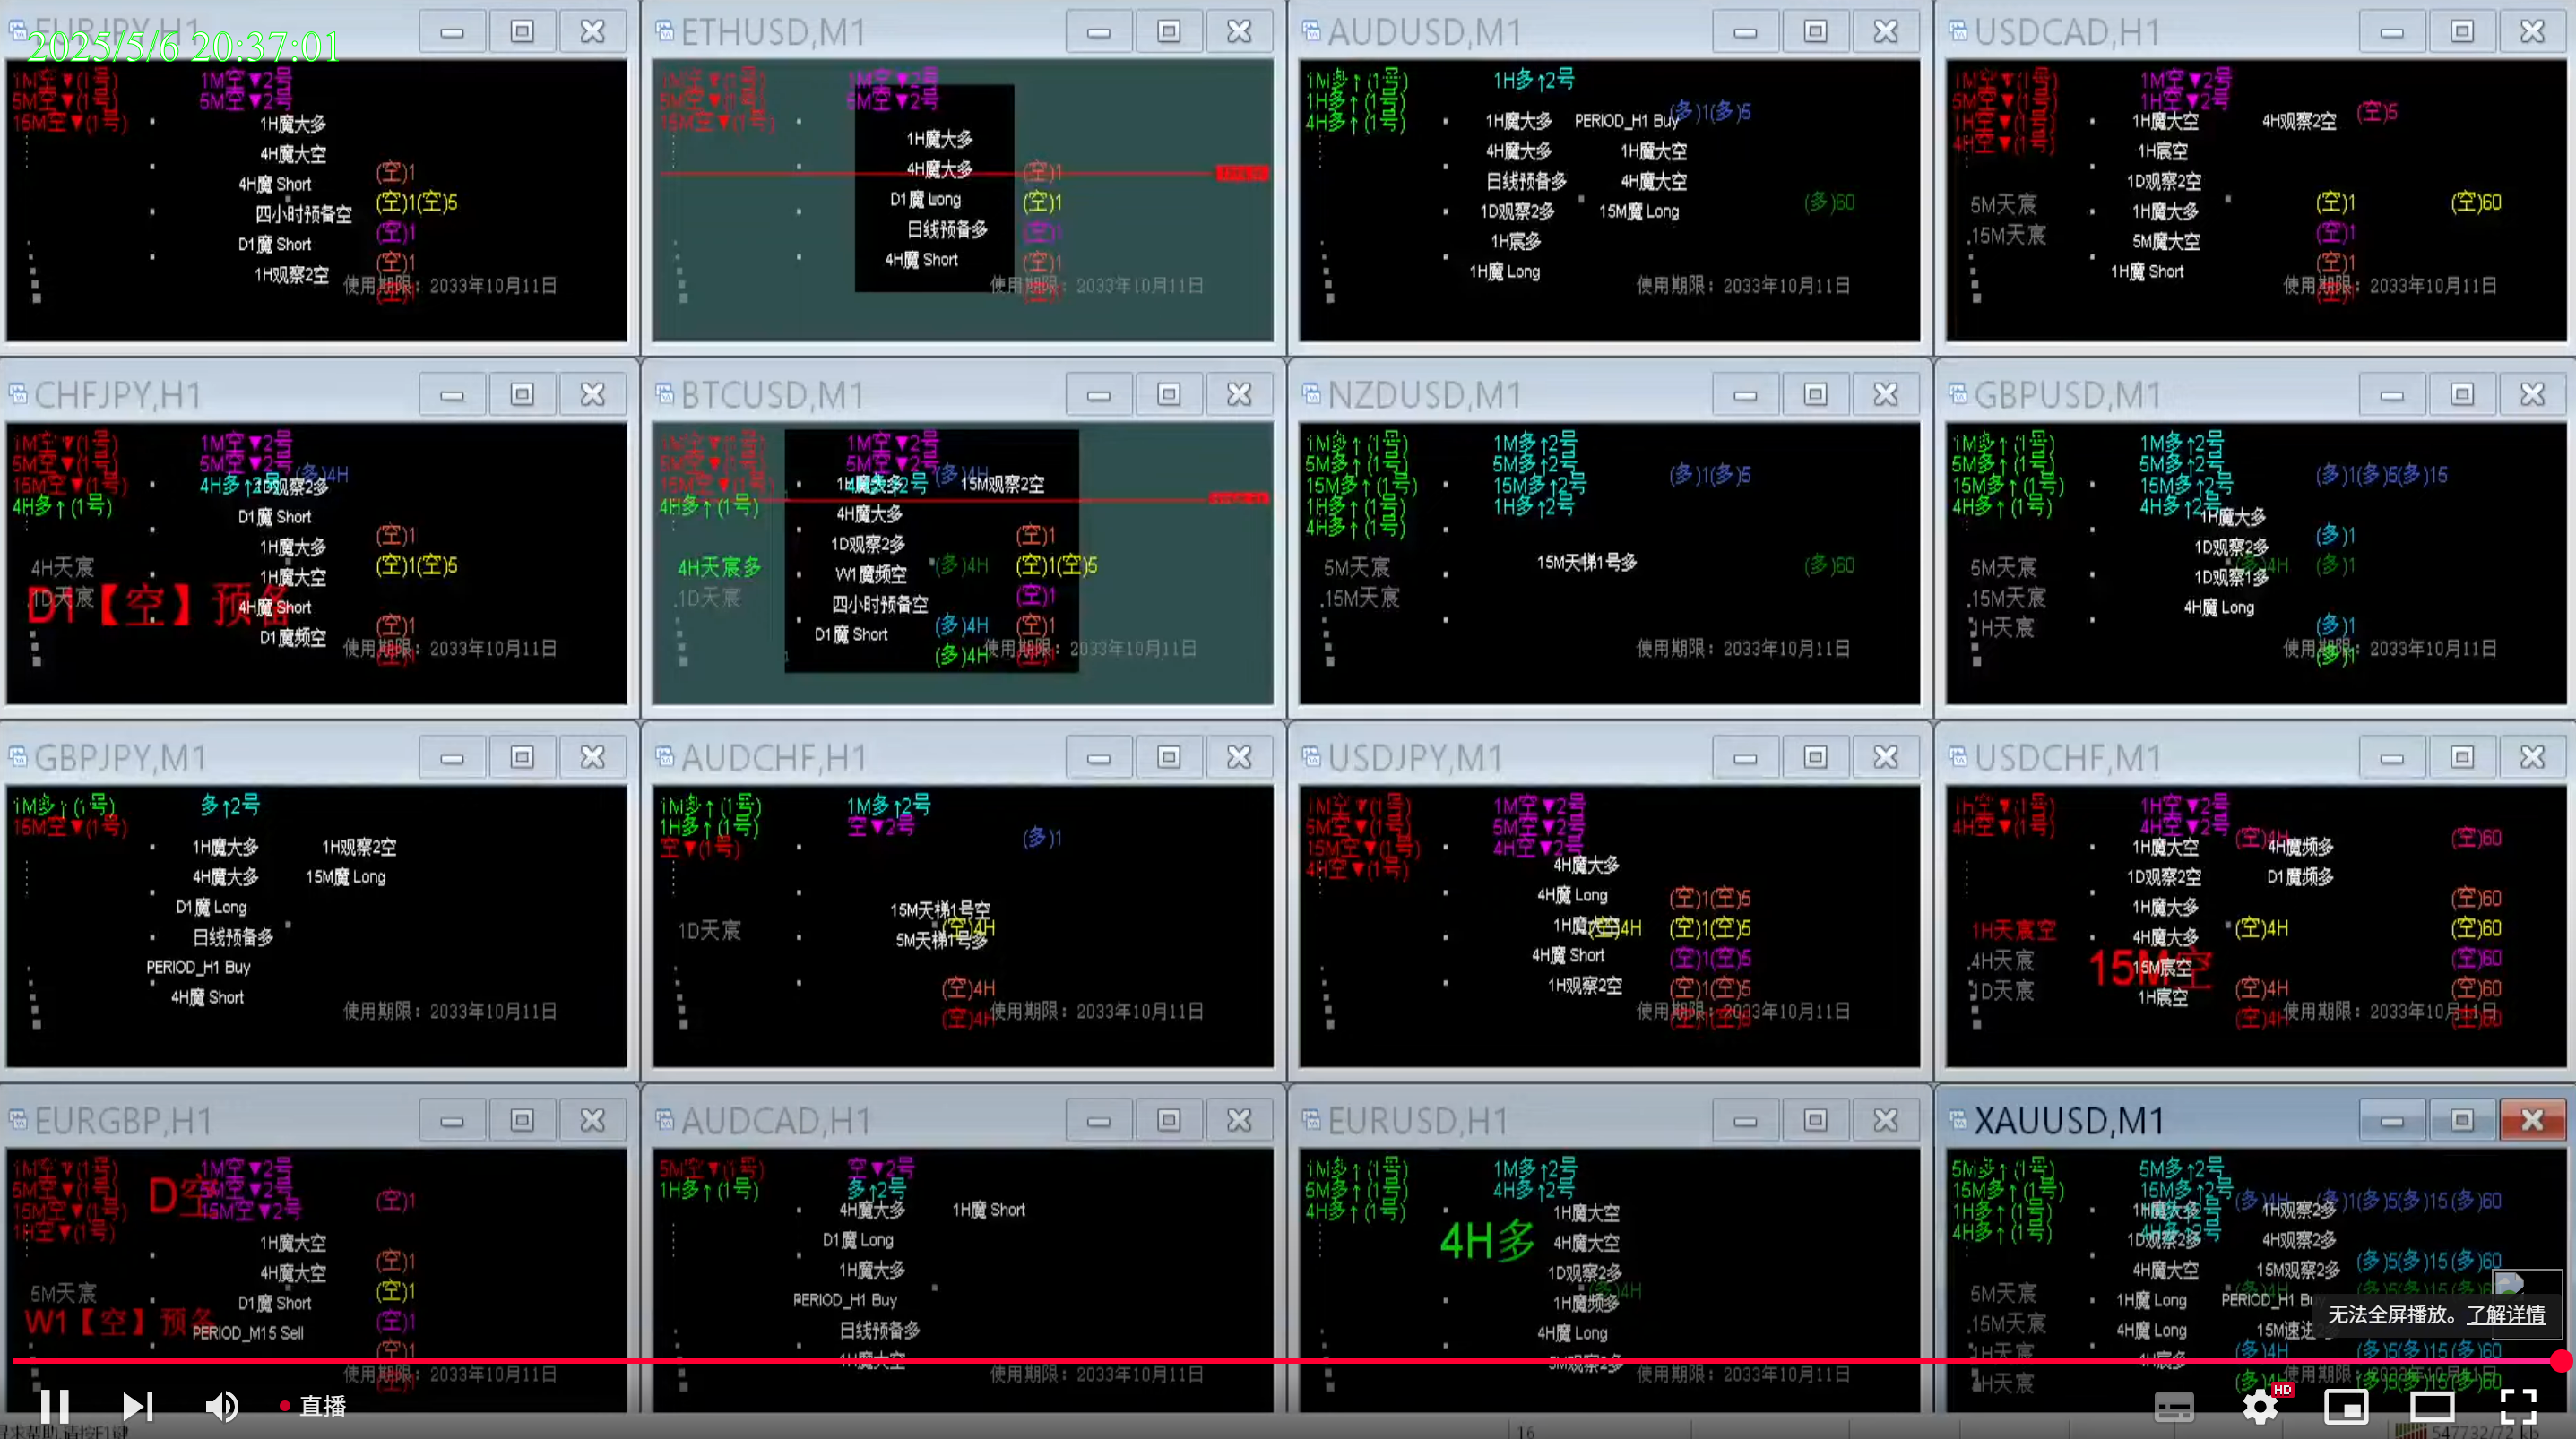 EURJPY,H1
2025/5/6 20:37:01
1M空▼(1号)
5M空▼(1号)
15M空▼(1号)
1M空▼2号
5M空▼2号
1H魔大多
4H魔大空
4H魔 Short
四小时预备空
D1魔 Short
1H观察2空
(空)1
(空)1(空)5
(空)1
(空)1
(空)1
使用期限：2033年10月11日
ETHUSD,M1
1M空▼(1号)
5M空▼(1号)
15M空▼(1号)
1M空▼2号
5M空▼2号
1H魔大多
4H魔大多
D1魔 Long
日线预备多
4H魔 Short
(空)1
(空)1
(空)1
(空)1
(空)1
使用期限：2033年10月11日
AUDUSD,M1
1M多↑(1号)
1H多↑(1号)
4H多↑(1号)
1H多↑2号
1H魔大多
4H魔大多
日线预备多
1D观察2多
1H宸多
1H魔 Long
PERIOD_H1 Buy
1H魔大空
4H魔大空
15M魔 Long
(多)1(多)5
(多)60
使用期限：2033年10月11日
USDCAD,H1
1M空▼(1号)
5M空▼(1号)
1H空▼(1号)
4H空▼(1号)
1M空▼2号
1H空▼2号
1H魔大空
1H宸空
1D观察2空
1H魔大多
5M魔大空
1H魔 Short
4H观察2空
(空)5
5M天宸
15M天宸
(空)1
(空)60
(空)1
(空)1
(空)1
使用期限：2033年10月11日
CHFJPY,H1
1M空▼(1号)
5M空▼(1号)
15M空▼(1号)
4H多↑(1号)
1M空▼2号
5M空▼2号
4H多↑2号
(多)4H
1D观察2多
D1魔 Short
1H魔大多
1H魔大空
4H魔 Short
D1魔频空
4H天宸
1D天宸
D1【空】预备
(空)1
(空)1(空)5
(空)1
(空)1
使用期限：2033年10月11日
BTCUSD,M1
1M空▼(1号)
5M空▼(1号)
15M空▼(1号)
4H多↑(1号)
1M空▼2号
5M空▼2号
4H多↑2号
(多)4H
1H魔大多
4H魔大多
1D观察2多
W1魔频空
四小时预备空
D1魔 Short
15M观察2空
4H天宸多
1D天宸
(多)4H
(多)4H
(多)4H
(空)1
(空)1(空)5
(空)1
(空)1
使用期限：2033年10月11日
NZDUSD,M1
1M多↑(1号)
5M多↑(1号)
15M多↑(1号)
1H多↑(1号)
4H多↑(1号)
1M多↑2号
5M多↑2号
15M多↑2号
1H多↑2号
(多)1(多)5
5M天宸
15M天宸
15M天梯1号多
(多)60
使用期限：2033年10月11日
GBPUSD,M1
1M多↑(1号)
5M多↑(1号)
15M多↑(1号)
4H多↑(1号)
1M多↑2号
5M多↑2号
15M多↑2号
4H多↑2号
(多)1(多)5(多)15
1H魔大多
1D观察2多
1D观察1多
4H魔 Long
5M天宸
15M天宸
1H天宸
(多)4H
(多)1
(多)1
(多)1
(多)1
使用期限：2033年10月11日
GBPJPY,M1
1M多↑(1号)
15M空▼(1号)
多↑2号
1H魔大多
4H魔大多
D1魔 Long
日线预备多
PERIOD_H1 Buy
4H魔 Short
1H观察2空
15M魔 Long
使用期限：2033年10月11日
AUDCHF,H1
1M多↑(1号)
1H多↑(1号)
空▼(1号)
1M多↑2号
空▼2号
(多)1
15M天梯1号空
5M天梯1号多
1D天宸
(空)4H
(空)4H
(空)4H
使用期限：2033年10月11日
USDJPY,M1
1M空▼(1号)
5M空▼(1号)
15M空▼(1号)
4H空▼(1号)
1M空▼2号
5M空▼2号
4H空▼2号
4H魔大多
4H魔 Long
1H魔大空
4H魔 Short
1H观察2空
(空)4H
(空)1(空)5
(空)1(空)5
(空)1(空)5
(空)1(空)5
(空)1(空)5
使用期限：2033年10月11日
USDCHF,M1
1H空▼(1号)
4H空▼(1号)
1H空▼2号
4H空▼2号
1H魔大空
1D观察2空
1H魔大多
4H魔大多
15M宸空
1H宸空
4H魔频多
D1魔频多
1H天宸空
4H天宸
1D天宸
15M空
(空)4H
(空)4H
(空)4H
(空)4H
(空)60
(空)60
(空)60
(空)60
(空)60
(空)60
使用期限：2033年10月11日
EURGBP,H1
1M空▼(1号)
5M空▼(1号)
15M空▼(1号)
1H空▼(1号)
D空
1M空▼2号
5M空▼2号
15M空▼2号
(空)1
1H魔大空
4H魔大空
D1魔 Short
PERIOD_M15 Sell
5M天宸
W1【空】预备
(空)1
(空)1
(空)1
(空)1
使用期限：2033年10月11日
AUDCAD,H1
5M空▼(1号)
1H多↑(1号)
空▼2号
多↑2号
4H魔大多
D1魔 Long
1H魔大多
PERIOD_H1 Buy
日线预备多
4H魔大空
1H魔 Short
使用期限：2033年10月11日
EURUSD,H1
1M多↑(1号)
5M多↑(1号)
4H多↑(1号)
1M多↑2号
4H多↑2号
4H多
1H魔大空
4H魔大空
1D观察2多
1H魔频多
4H魔 Long
5M观察2多
(多)4H
使用期限：2033年10月11日
XAUUSD,M1
5M多↑(1号)
15M多↑(1号)
1H多↑(1号)
4H多↑(1号)
5M多↑2号
15M多↑2号
4H多↑2号
(多)4H
(多)1(多)5(多)15(多)60
1H魔大多
1D观察2多
4H魔大空
1H魔 Long
4H魔 Long
4H宸多
1H观察2多
4H观察2多
15M观察2多
PERIOD_H1 Buy
15M速进
(多)5(多)15(多)60
5M天宸
15M天宸
1H天宸
4H天宸
(多)4H
(多)4H
(多)5(多)15(多)60
(多)5(多)15(多)60
使用期限：2033年10月11日
无法全屏播放。了解详情
直播
HD
寻求帮助,请按F1键
16
547732/72 kb